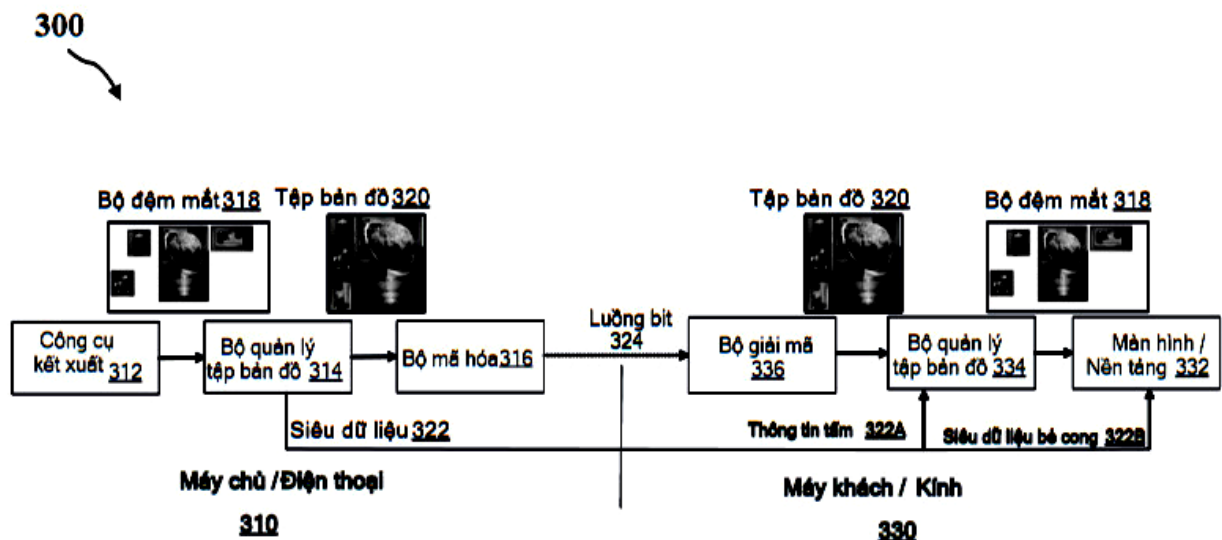 300
Bộ đệm mắt 318
Tập bản đồ 320
Tập bản đồ 320
Bộ đệm mắt 318
Công cụ
kết xuất 312
Bộ quản lý
tập bản đồ 314
Bộ mã hóa 316
Luồng bit
324
Bộ giải mã
336
Bộ quản lý
tập bản đồ 334
Màn hình /
Nền tảng 332
Siêu dữ liệu 322
Thông tin tấm 322A
Siêu dữ liệu bẻ cong 322B
Máy chủ /Điện thoại
310
Máy khách / Kính
330